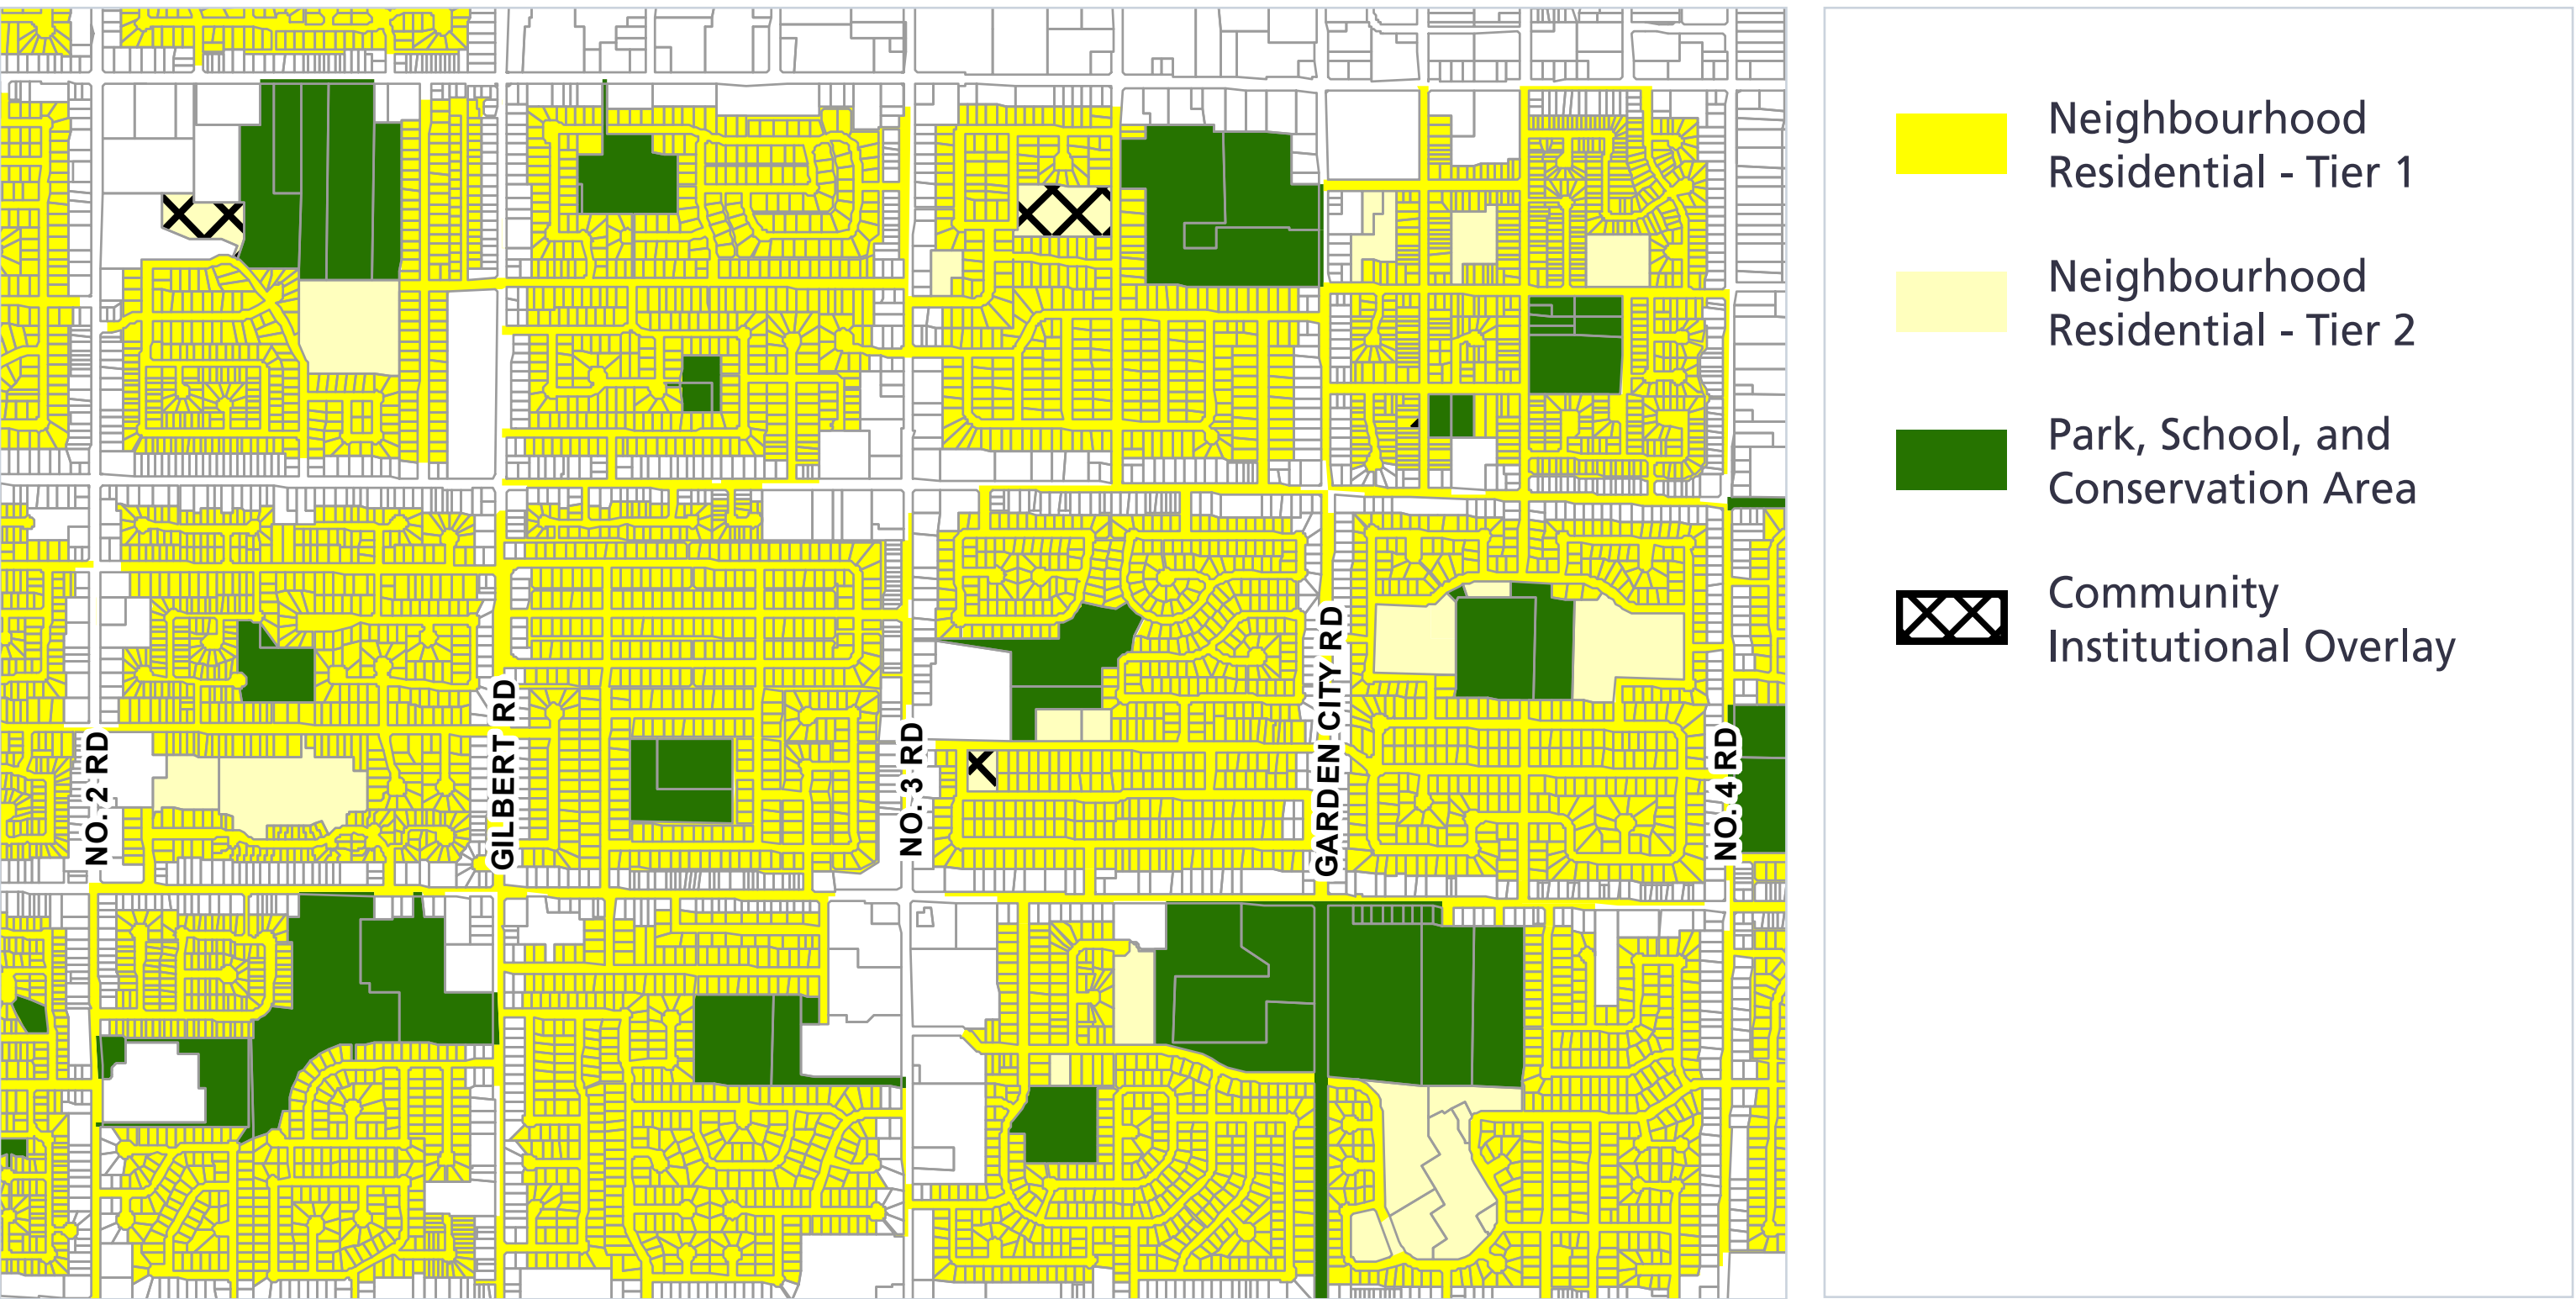 NO. 2 RD
GILBERT RD
NO. 3 RD
GARDEN CITY RD
NO. 4 RD
Neighbourhood
Residential - Tier 1
Neighbourhood
Residential - Tier 2
Park, School, and
Conservation Area
Community
Institutional Overlay